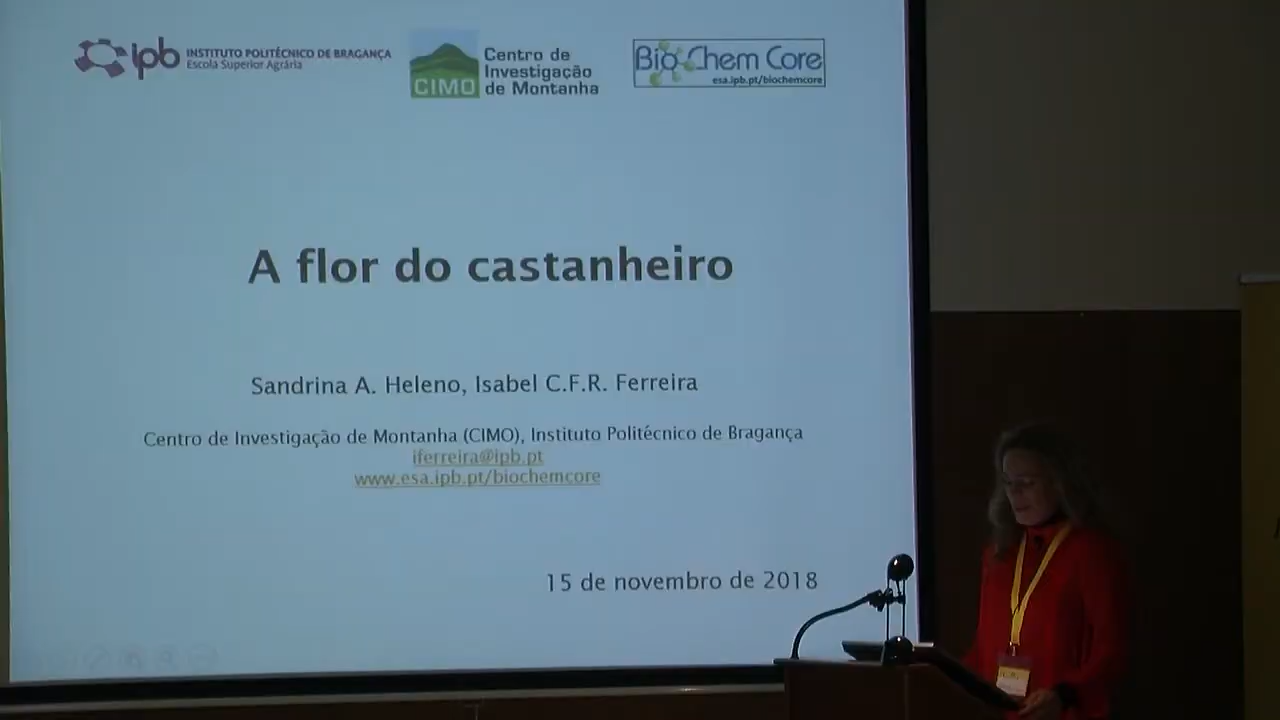 ipb INSTITUTO POLITÉCNICO DE BRAGANÇA
Escola Superior Agrária
CIMO
Centro de
Investigação
de Montanha
BioChem Core
esa.ipb.pt/biochemcore
A flor do castanheiro
Sandrina A. Heleno, Isabel C.F.R. Ferreira
Centro de Investigação de Montanha (CIMO), Instituto Politécnico de Bragança
iferreira@ipb.pt
www.esa.ipb.pt/biochemcore
15 de novembro de 2018